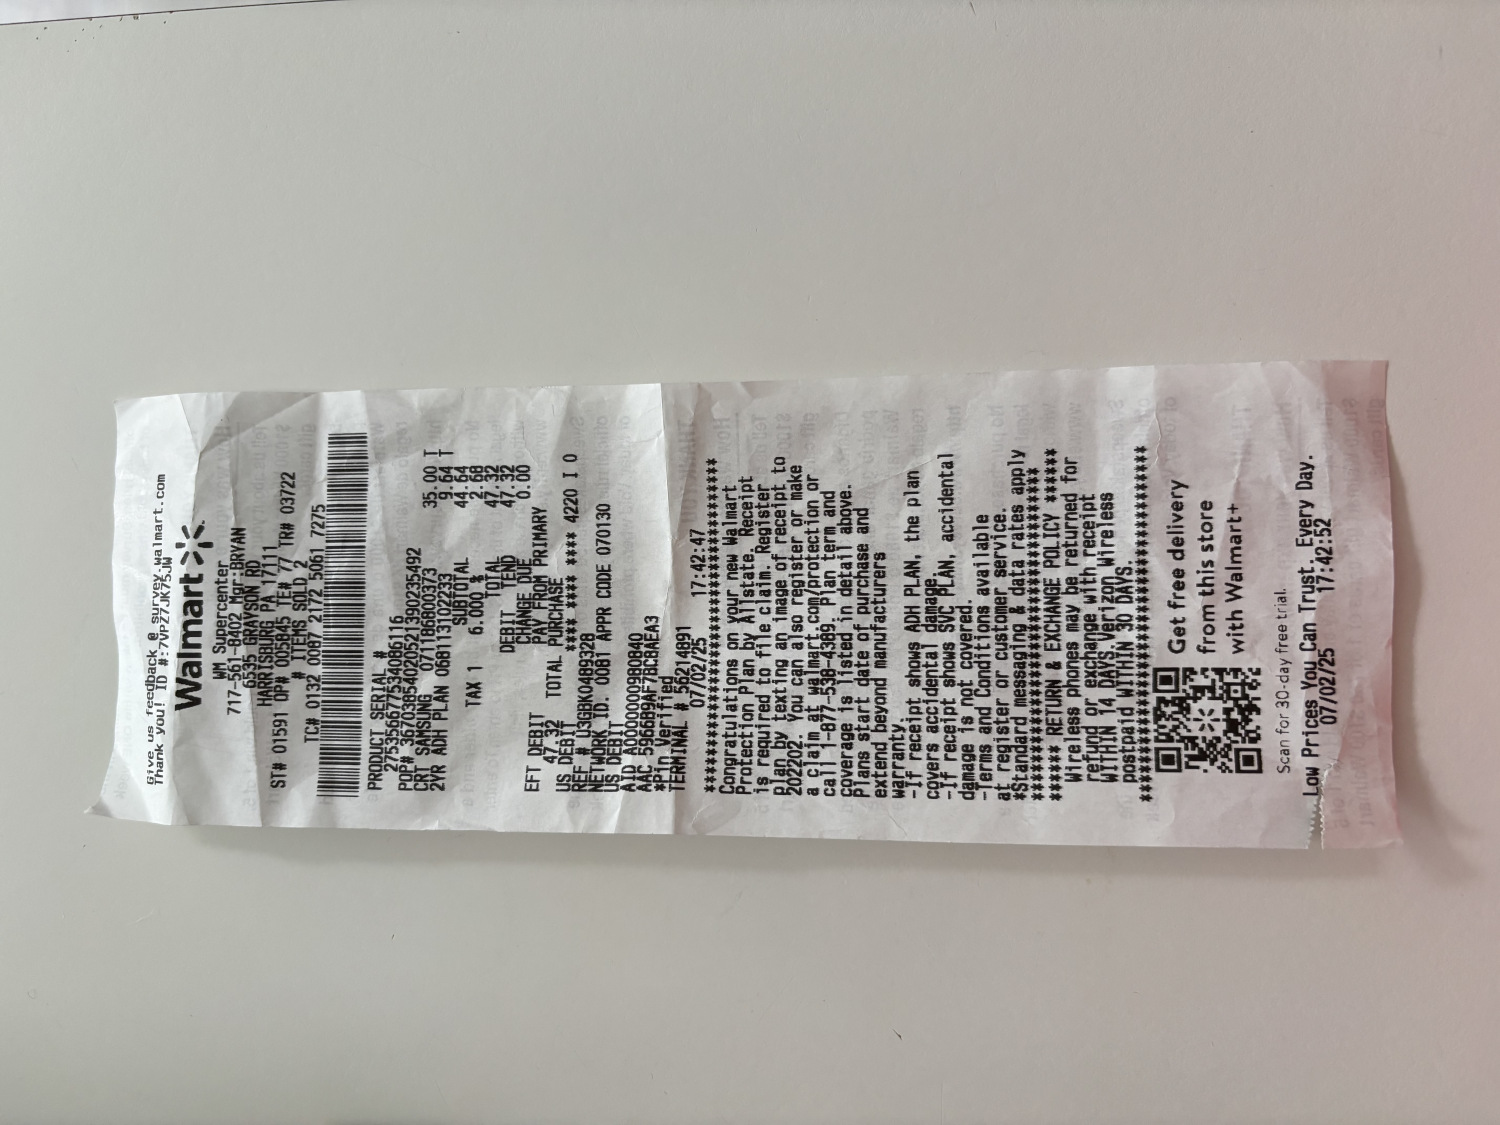 Give us feedback @ survey.walmart.com
Thank you! ID #:7VPZ7JK75JW
Walmart
WM Supercenter
717-561-8402 Mgr:BRYAN
6535 GRAYSON RD
HARRISBURG PA 17111
ST# 01591 OP# 005845 TE# 77 TR# 03722
# ITEMS SOLD 2
TC# 0132 0087 2172 5061 7275
PRODUCT SERIAL #
275356677534086116
PDP# 36703854020521390235492
CRT SAMSUNG 071186800373 35.00 T
2YR ADH PLAN 068113102233 9.64 T
SUBTOTAL 44.64
TAX 1 6.000 % 2.68
TOTAL 47.32
DEBIT TEND 47.32
CHANGE DUE 0.00
EFT DEBIT PAY FROM PRIMARY
47.32 TOTAL PURCHASE
US DEBIT **** **** **** 4220 I 0
REF # U3GBK0489328
NETWORK ID. 0081 APPR CODE 070130
US DEBIT
AID A0000000980840
AAC 596BB9AF7BC8AEA3
*Pin Verified
TERMINAL # 56214891
07/02/25 17:42:47
******************************************
Congratulations on your new Walmart
Protection Plan by Allstate. Receipt
is required to file claim. Register
plan by texting an image of receipt to
202202. You can also register or make
a claim at walmart.com/protection or
call 1-877-538-4389. Plan term and
coverage is listed in detail above.
Plans start date of purchase and
extend beyond manufacturers
warranty.
-If receipt shows ADH PLAN, the plan
covers accidental damage.
-If receipt shows SVC PLAN, accidental
damage is not covered.
-Terms and Conditions available
at register or customer service.
*Standard messaging & data rates apply
******************************************
***** RETURN & EXCHANGE POLICY *****
Wireless phones may be returned for
refund or exchange with receipt
WITHIN 14 DAYS.Verizon Wireless
postpaid WITHIN 30 DAYS.
******************************************
Get free delivery
from this store
with Walmart+
Scan for 30-day free trial.
Low Prices You Can Trust. Every Day.
07/02/25 17:42:52